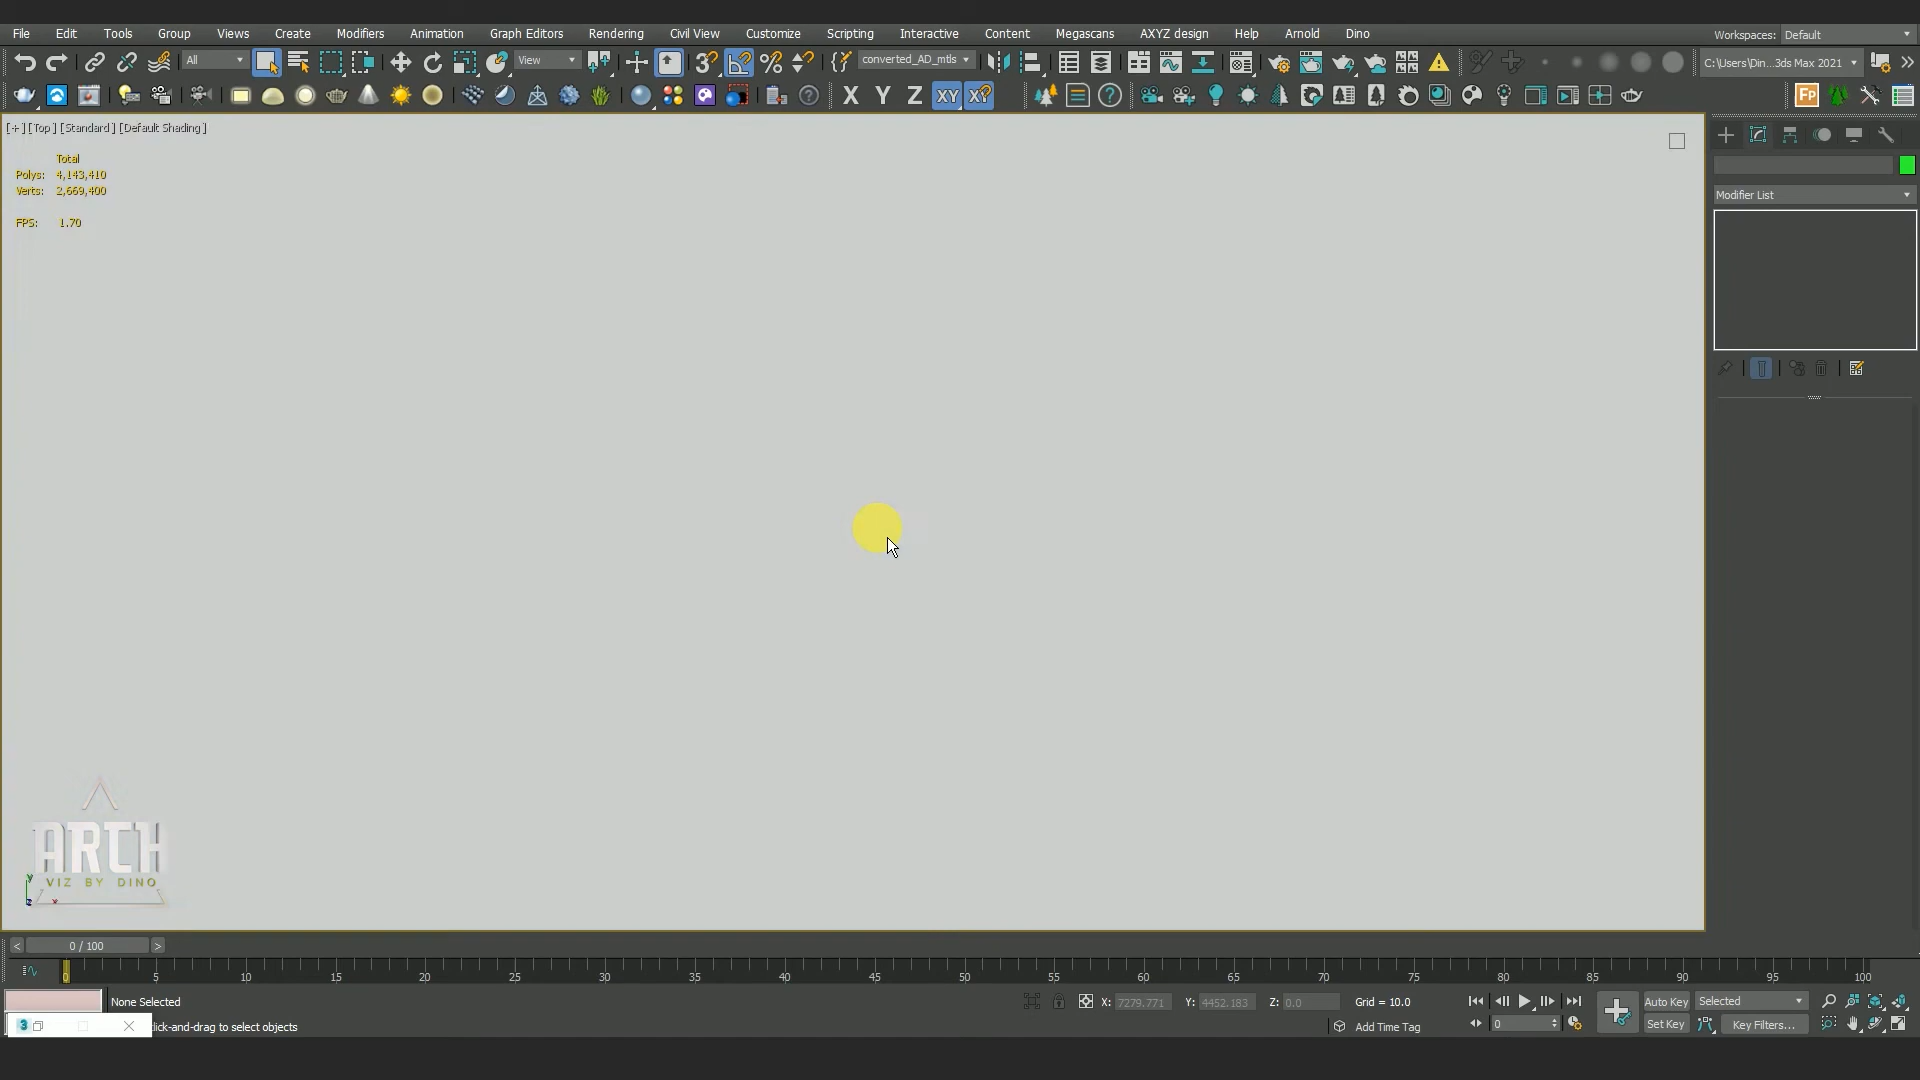 File Edit Tools Group Views Create Modifiers Animation Graph Editors Rendering Civil View Customize Scripting Interactive Content Megascans AXYZ design Help Arnold Dino Workspaces: Default
All View converted_AD_mtls C:\Users\Din...3ds Max 2021
X Y Z XY XY Fp
[+] [Top] [Standard] [Default Shading]
Total
Polys: 4,143,410
Verts: 2,669,400
FPS: 1.70
Modifier List
ARCH
VIZ BY DINO
y
z x
< 0 / 100 >
0 5 10 15 20 25 30 35 40 45 50 55 60 65 70 75 80 85 90 95 100
None Selected X: 7279.771 Y: 4452.183 Z: 0.0 Grid = 10.0 Auto Key Selected
3 click-and-drag to select objects Add Time Tag 0 Set Key Key Filters...